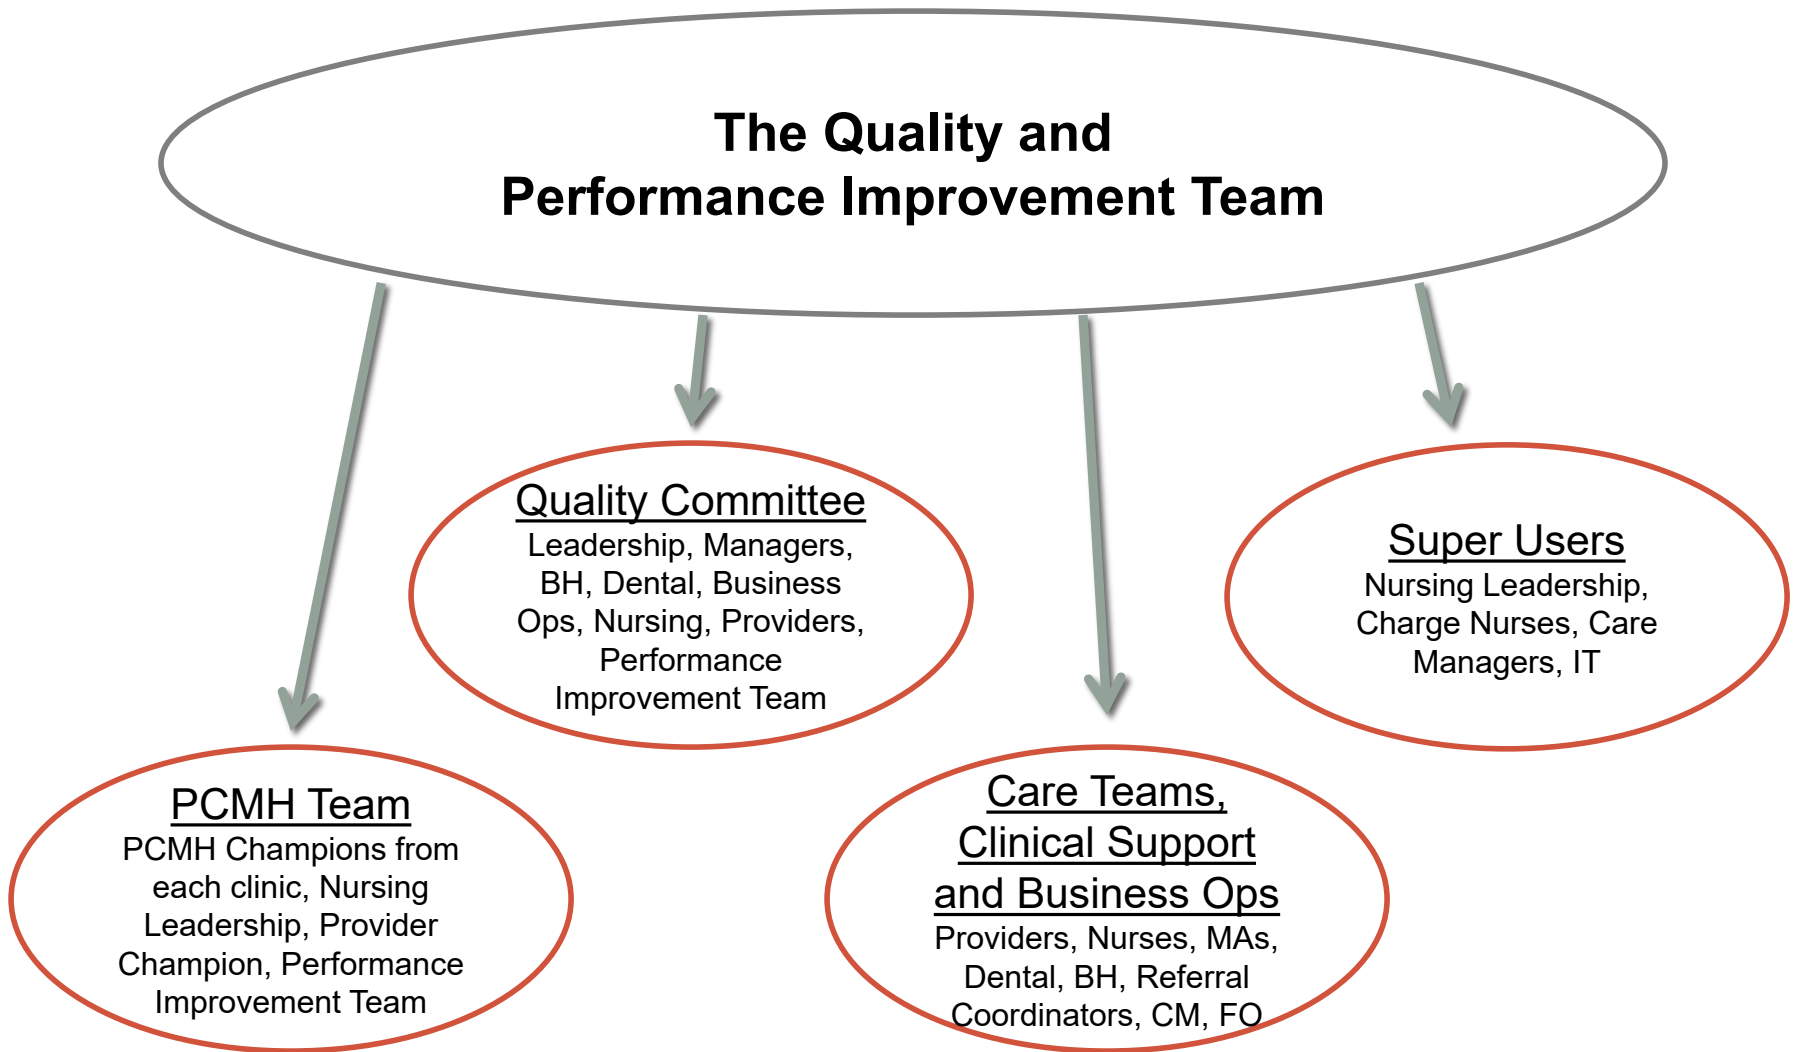 The Quality and
Performance Improvement Team
Quality Committee
Leadership, Managers,
BH, Dental, Business
Ops, Nursing, Providers,
Performance
Improvement Team
Super Users
Nursing Leadership,
Charge Nurses, Care
Managers, IT
PCMH Team
PCMH Champions from
each clinic, Nursing
Leadership, Provider
Champion, Performance
Improvement Team
Care Teams,
Clinical Support
and Business Ops
Providers, Nurses, MAs,
Dental, BH, Referral
Coordinators, CM, FO